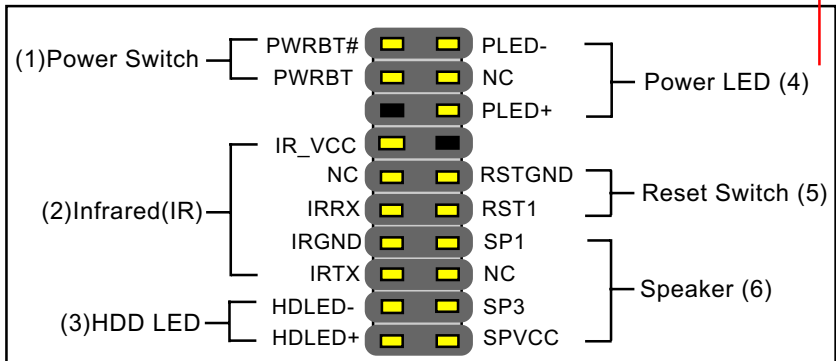 PWRBT# PLED-
(1)Power Switch
PWRBT NC
Power LED (4)
PLED+
IR_VCC
NC RSTGND
Reset Switch (5)
(2)Infrared(IR)
IRRX RST1
IRGND SP1
IRTX NC
Speaker (6)
HDLED- SP3
(3)HDD LED
HDLED+ SPVCC